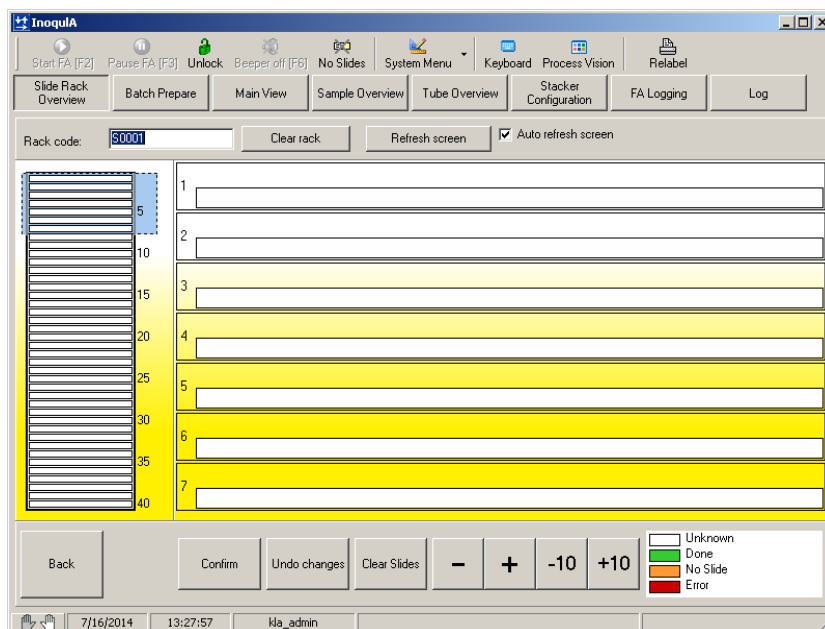 InoqulA
Start FA [F2] Pause FA [F3] Unlock Beeper off [F6] No Slides System Menu Keyboard Process Vision Relabel
Slide Rack Overview Batch Prepare Main View Sample Overview Tube Overview Stacker Configuration FA Logging Log
Rack code: S0001 Clear rack Refresh screen Auto refresh screen
1
2
3
4
5
6
7
5
10
15
20
25
30
35
40
Back Confirm Undo changes Clear Slides - + -10 +10
Unknown
Done
No Slide
Error
7/16/2014 13:27:57 kla_admin